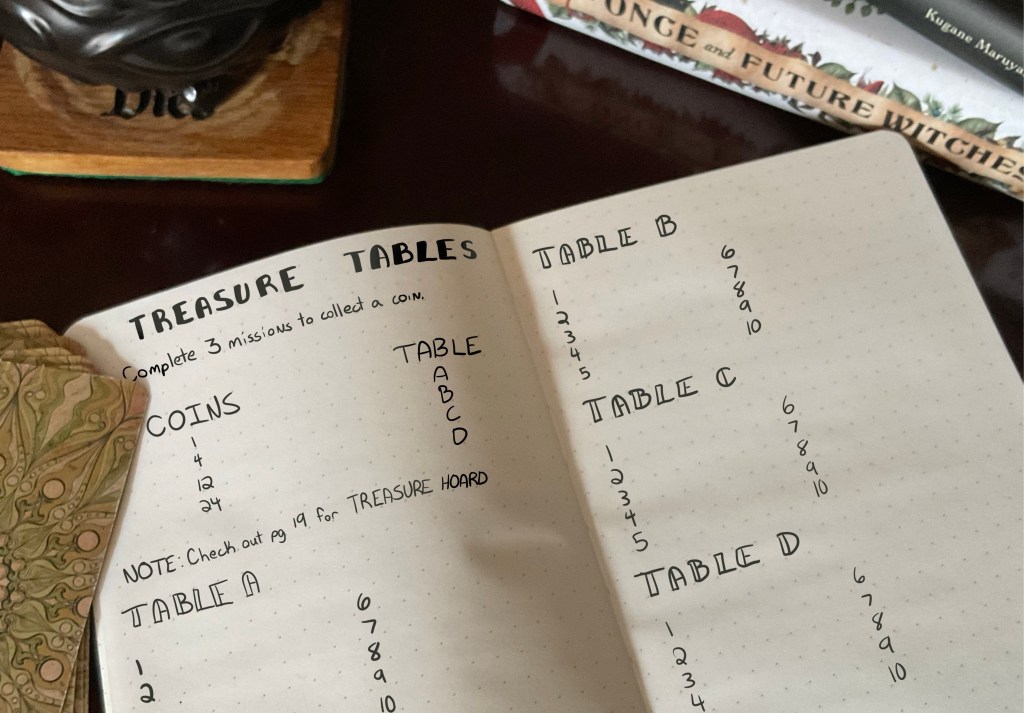 Dies
ONCE and FUTURE WITCHES
Kugane Maruya
TREASURE TABLES
Complete 3 missions to collect a coin.
COINS TABLE
1 A
4 B
12 C
24 D
NOTE: Check out pg 19 for TREASURE HOARD
TABLE A
1 6
2 7
8
9
10
TABLE B
1 6
2 7
3 8
4 9
5 10
TABLE C
1 6
2 7
3 8
4 9
5 10
TABLE D
1 6
2 7
3 8
4 9
10